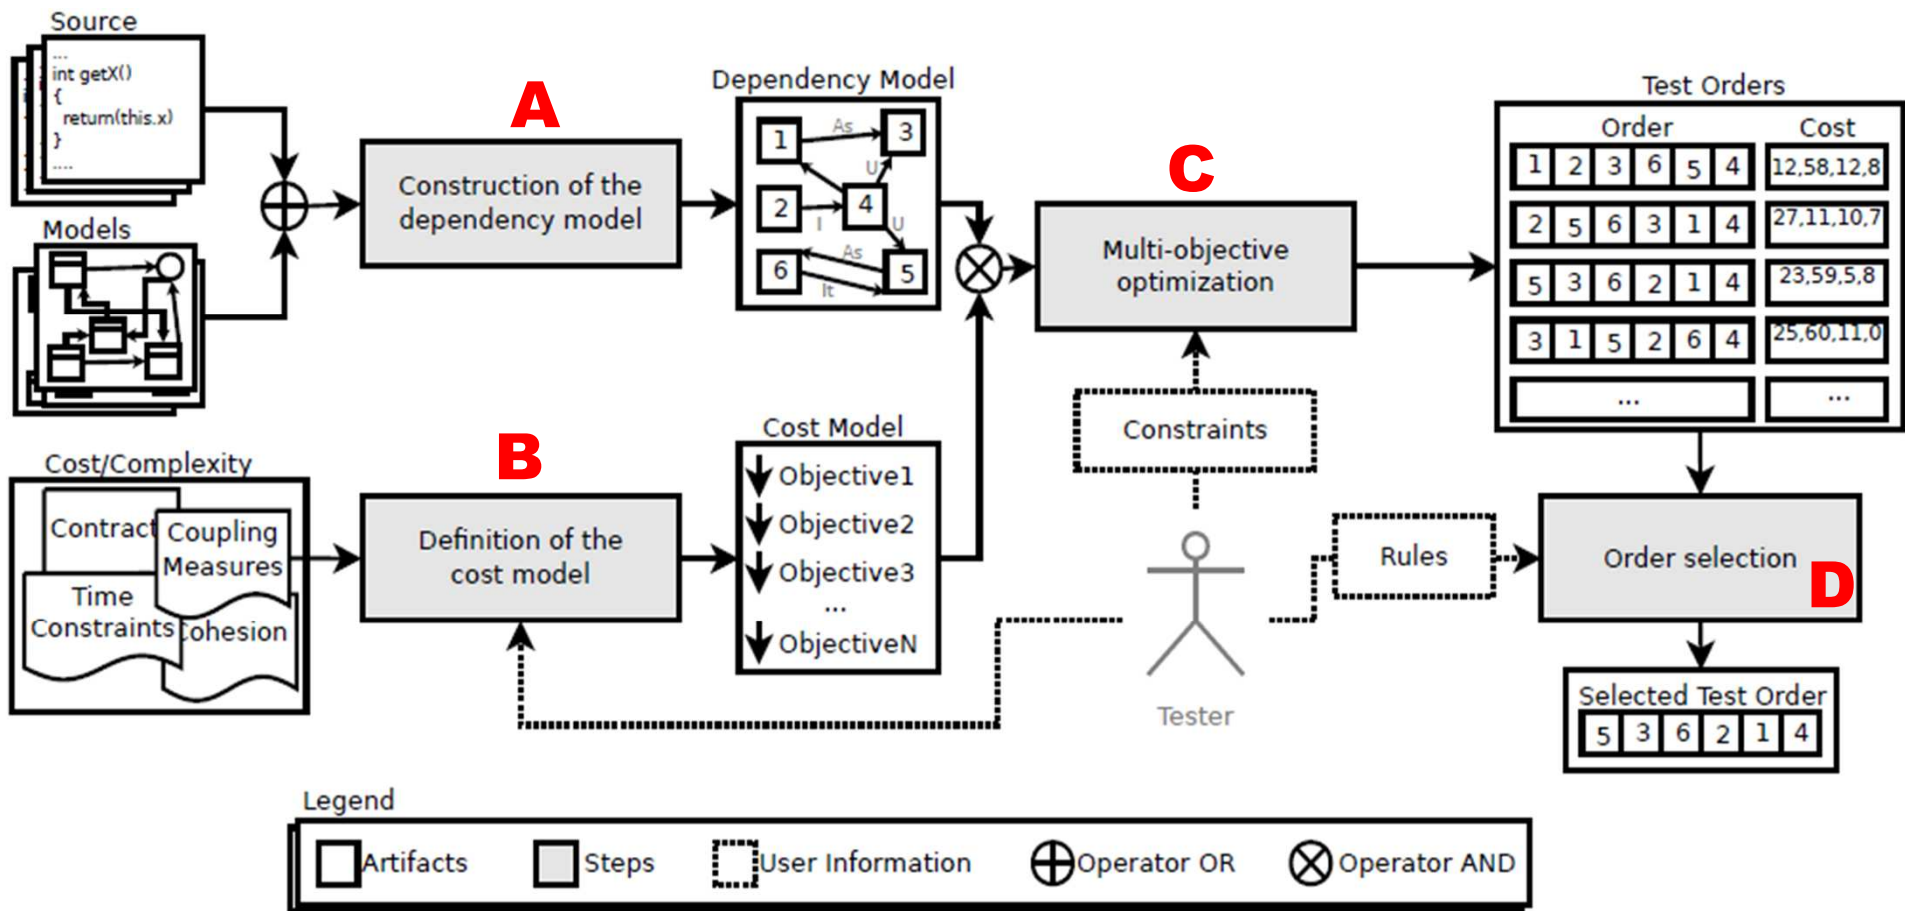 Source
...
int getX()
{
return(this.x)
}
....
Models
A
Construction of the
dependency model
Dependency Model
1
As
3
U
2
I
4
U
As
6
It
5
C
Multi-objective
optimization
Test Orders
Order
Cost
1 2 3 6 5 4
12,58,12,8
2 5 6 3 1 4
27,11,10,7
5 3 6 2 1 4
23,59,5,8
3 1 5 2 6 4
25,60,11,0
...
...
Constraints
Cost/Complexity
Contract
Coupling
Measures
Time
Constraints
Cohesion
B
Definition of the
cost model
Cost Model
Objective1
Objective2
Objective3
...
ObjectiveN
Tester
Rules
Order selection
D
Selected Test Order
5 3 6 2 1 4
Legend
Artifacts
Steps
User Information
Operator OR
Operator AND